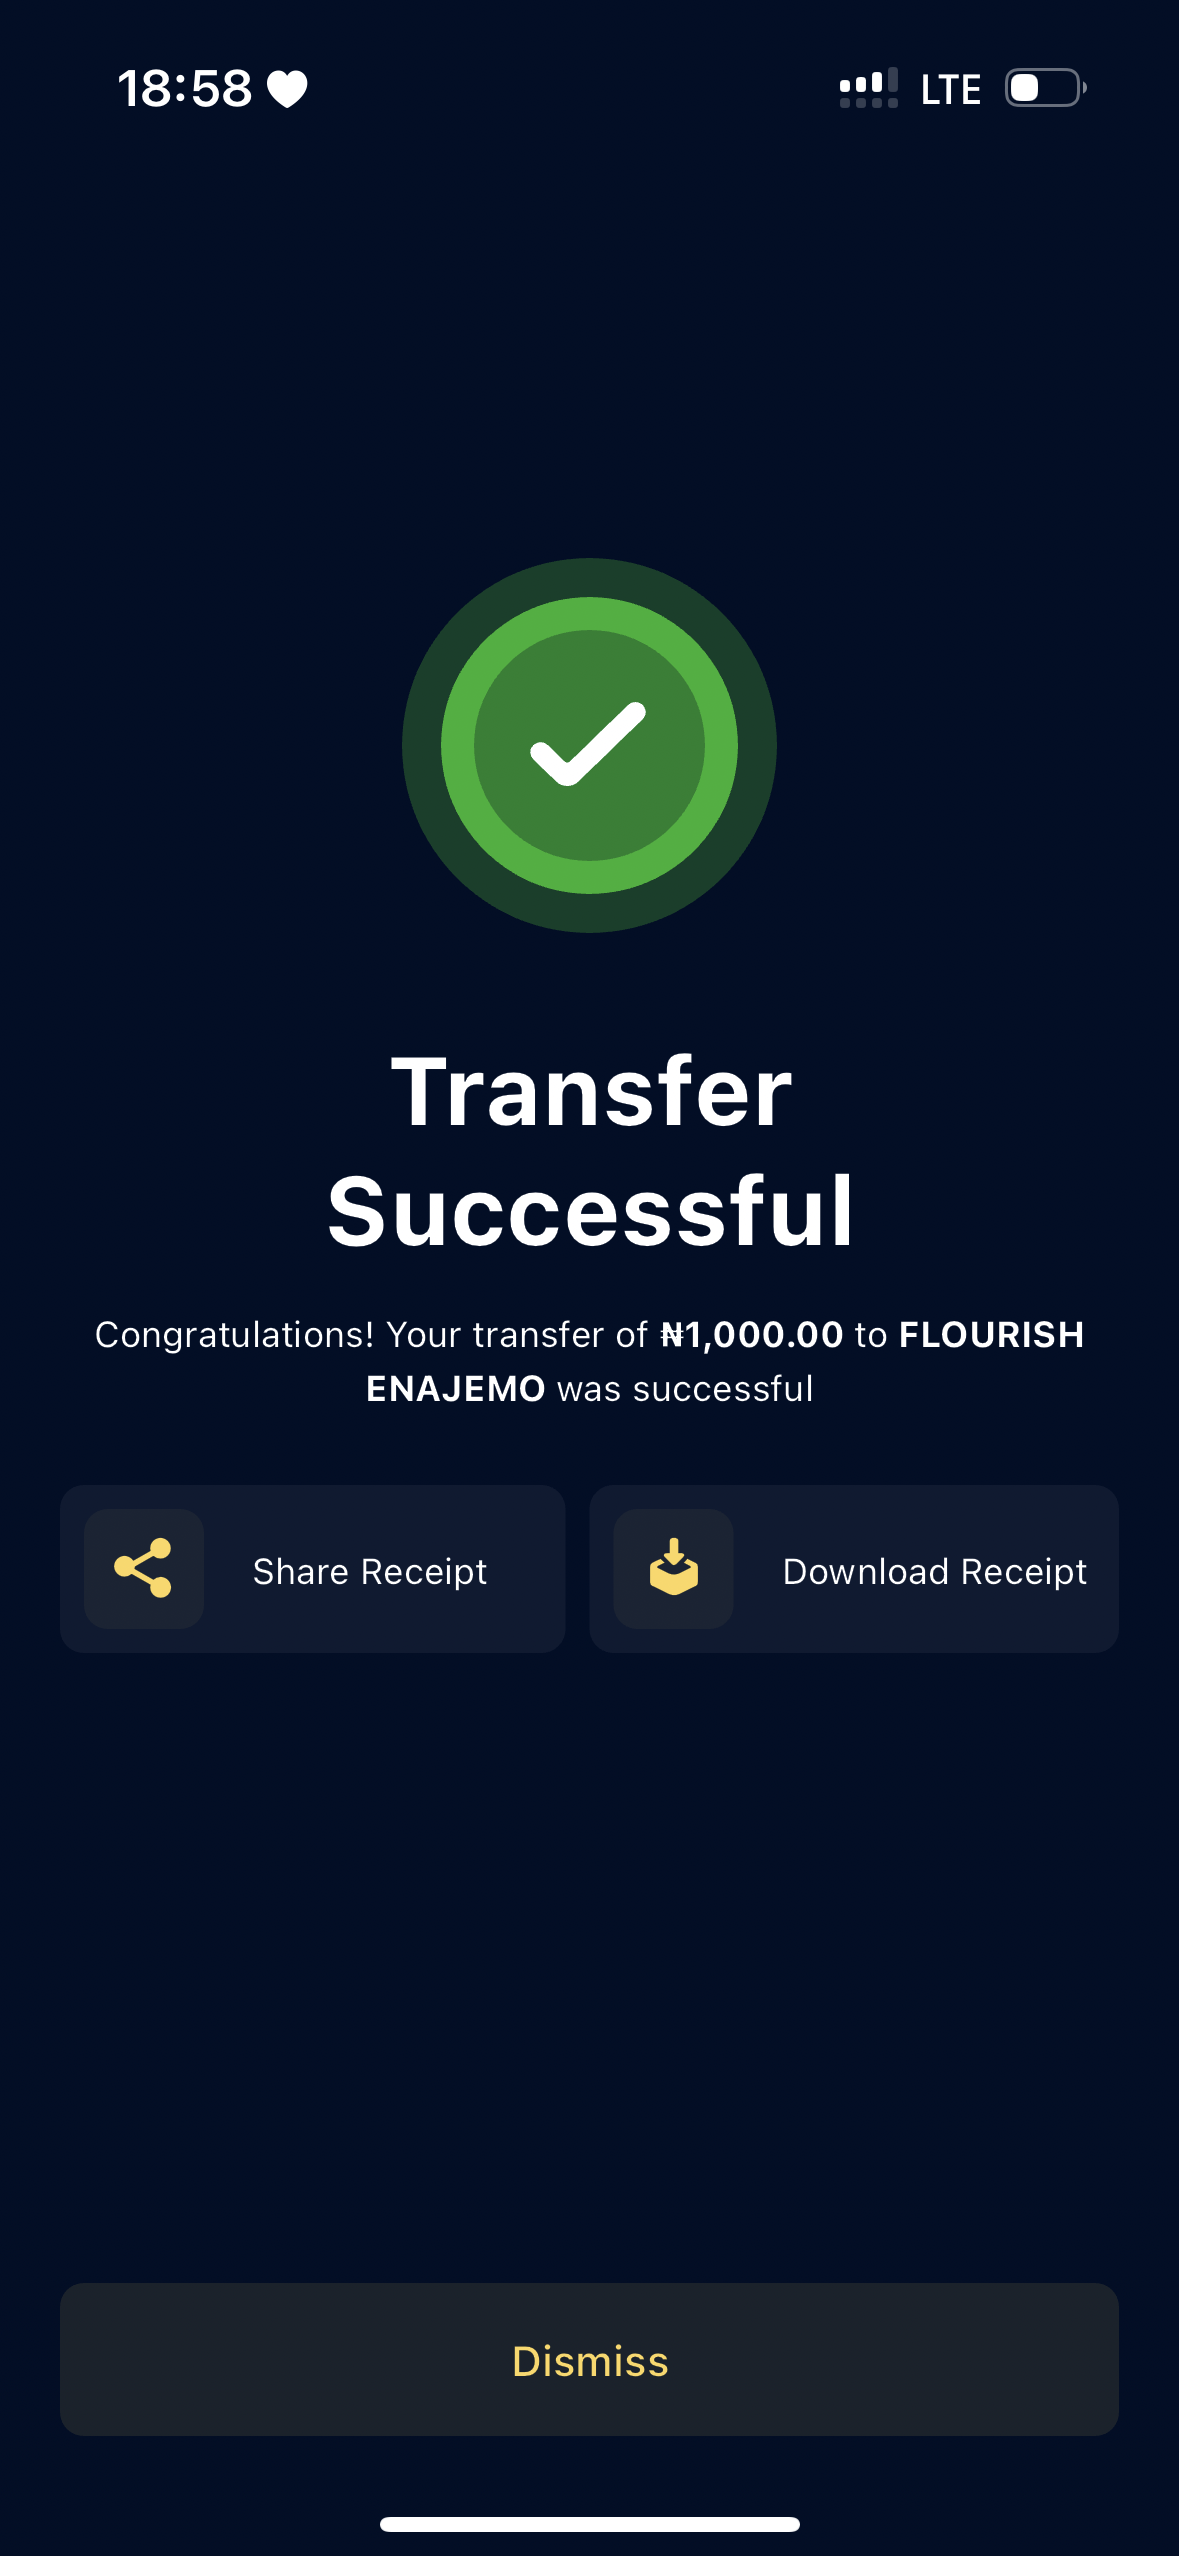 18:58
LTE
Transfer
Successful
Congratulations! Your transfer of ₦1,000.00 to FLOURISH
ENAJEMO was successful
Share Receipt
Download Receipt
Dismiss